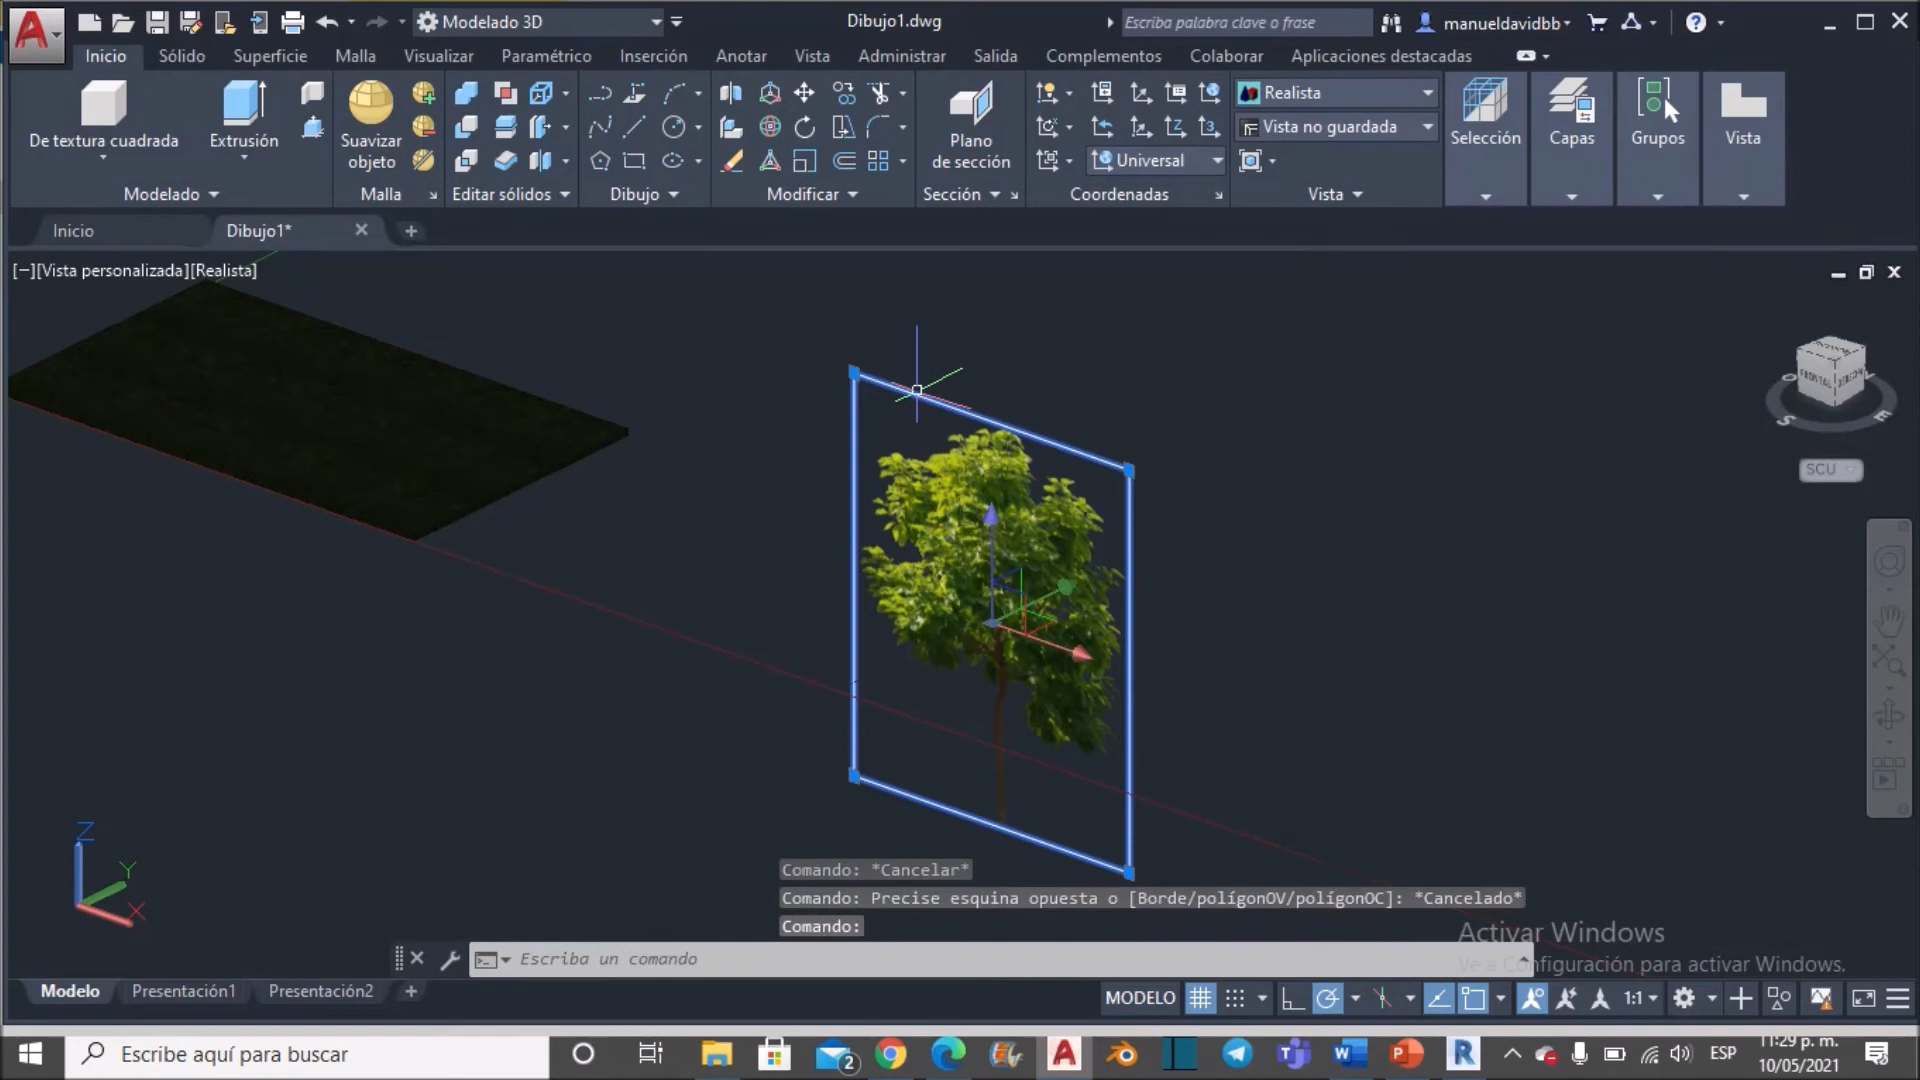 Modelado 3D
Dibujo1.dwg
Escriba palabra clave o frase
manueldavidbb
Inicio
Sólido
Superficie
Malla
Visualizar
Paramétrico
Inserción
Anotar
Vista
Administrar
Salida
Complementos
Colaborar
Aplicaciones destacadas
De textura cuadrada
Extrusión
Suavizar
objeto
Plano
de sección
Realista
Vista no guardada
Universal
Selección
Capas
Grupos
Vista
Modelado
Malla
Editar sólidos
Dibujo
Modificar
Sección
Coordenadas
Vista
Inicio
Dibujo1*
[−][Vista personalizada][Realista]
FRONTAL
S
E
SCU
Z
Y
X
Comando: *Cancelar*
Comando: Precise esquina opuesta o [Borde/polígonOV/polígonOC]: *Cancelado*
Comando:
Activar Windows
Ve a Configuración para activar Windows.
Escriba un comando
Modelo
Presentación1
Presentación2
MODELO
1:1
Escribe aquí para buscar
2
ESP
11:29 p. m.
10/05/2021